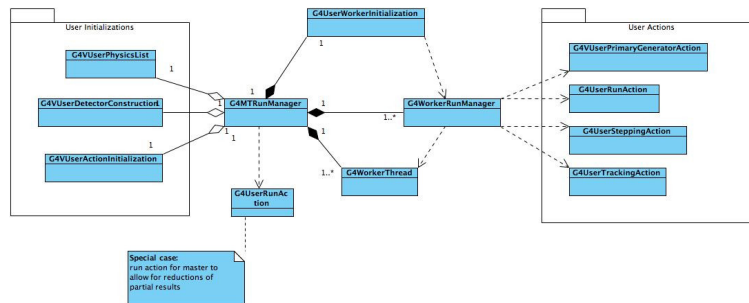 User Initializations
G4VUserPhysicsList
1
G4VUserDetectorConstructionL
1
G4VUserActionInitialization
1
G4UserWorkerInitialization
1
1
G4MTRunManager
1
1
1
1..*
G4WorkerRunManager
1..*
G4WorkerThread
G4UserRunAc
tion
Special case:
run action for master to
allow for reductions of
partial results
User Actions
G4VUserPrimaryGeneratorAction
G4UserRunAction
G4UserSteppingAction
G4UserTrackingAction